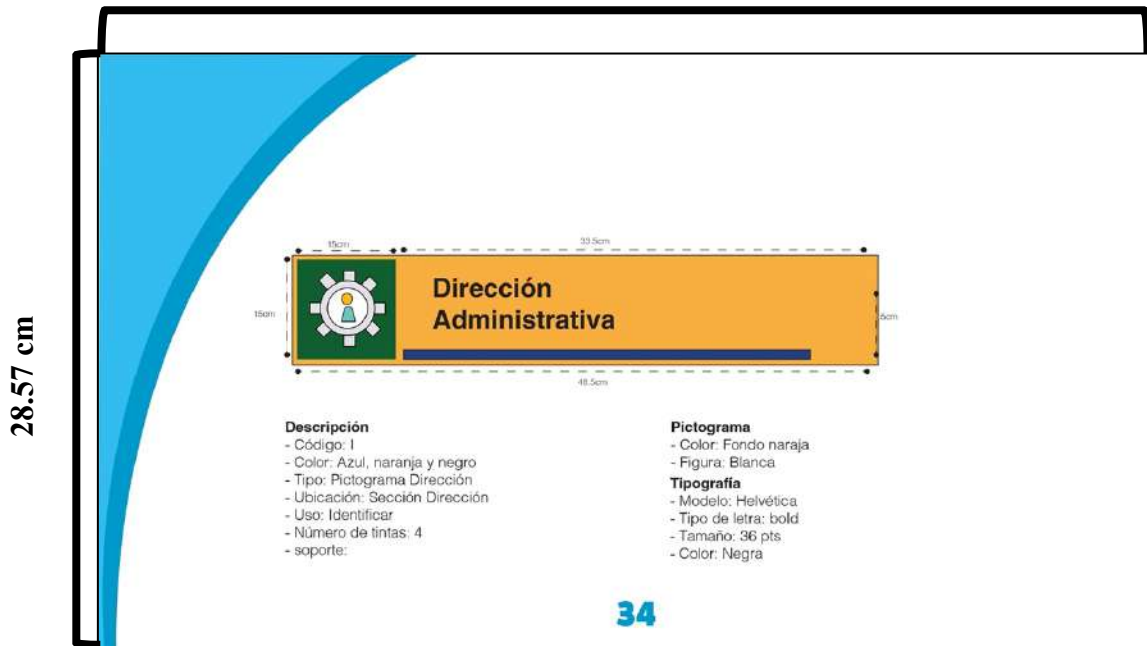 15cm
33.5cm
Dirección
Administrativa
15cm
5cm
48.5cm
28.57 cm
Descripción
- Código: I
- Color: Azul, naranja y negro
- Tipo: Pictograma Dirección
- Ubicación: Sección Dirección
- Uso: Identificar
- Número de tintas: 4
- soporte:
Pictograma
- Color: Fondo naraja
- Figura: Blanca
Tipografía
- Modelo: Helvética
- Tipo de letra: bold
- Tamaño: 36 pts
- Color: Negra
34